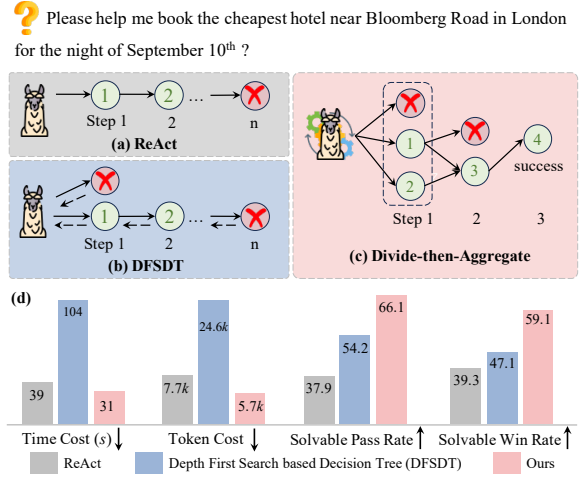 Please help me book the cheapest hotel near Bloomberg Road in London
for the night of September 10th ?
1 2 ... n
Step 1 2 n
(a) ReAct
1 2 ...
Step 1 2 n
(b) DFSDT
1 2 3 4
success
Step 1 2 3
(c) Divide-then-Aggregate
(d)
39 104 31
7.7k 24.6k 5.7k
37.9 54.2 66.1
39.3 47.1 59.1
Time Cost (s) Token Cost Solvable Pass Rate Solvable Win Rate
ReAct Depth First Search based Decision Tree (DFSDT) Ours